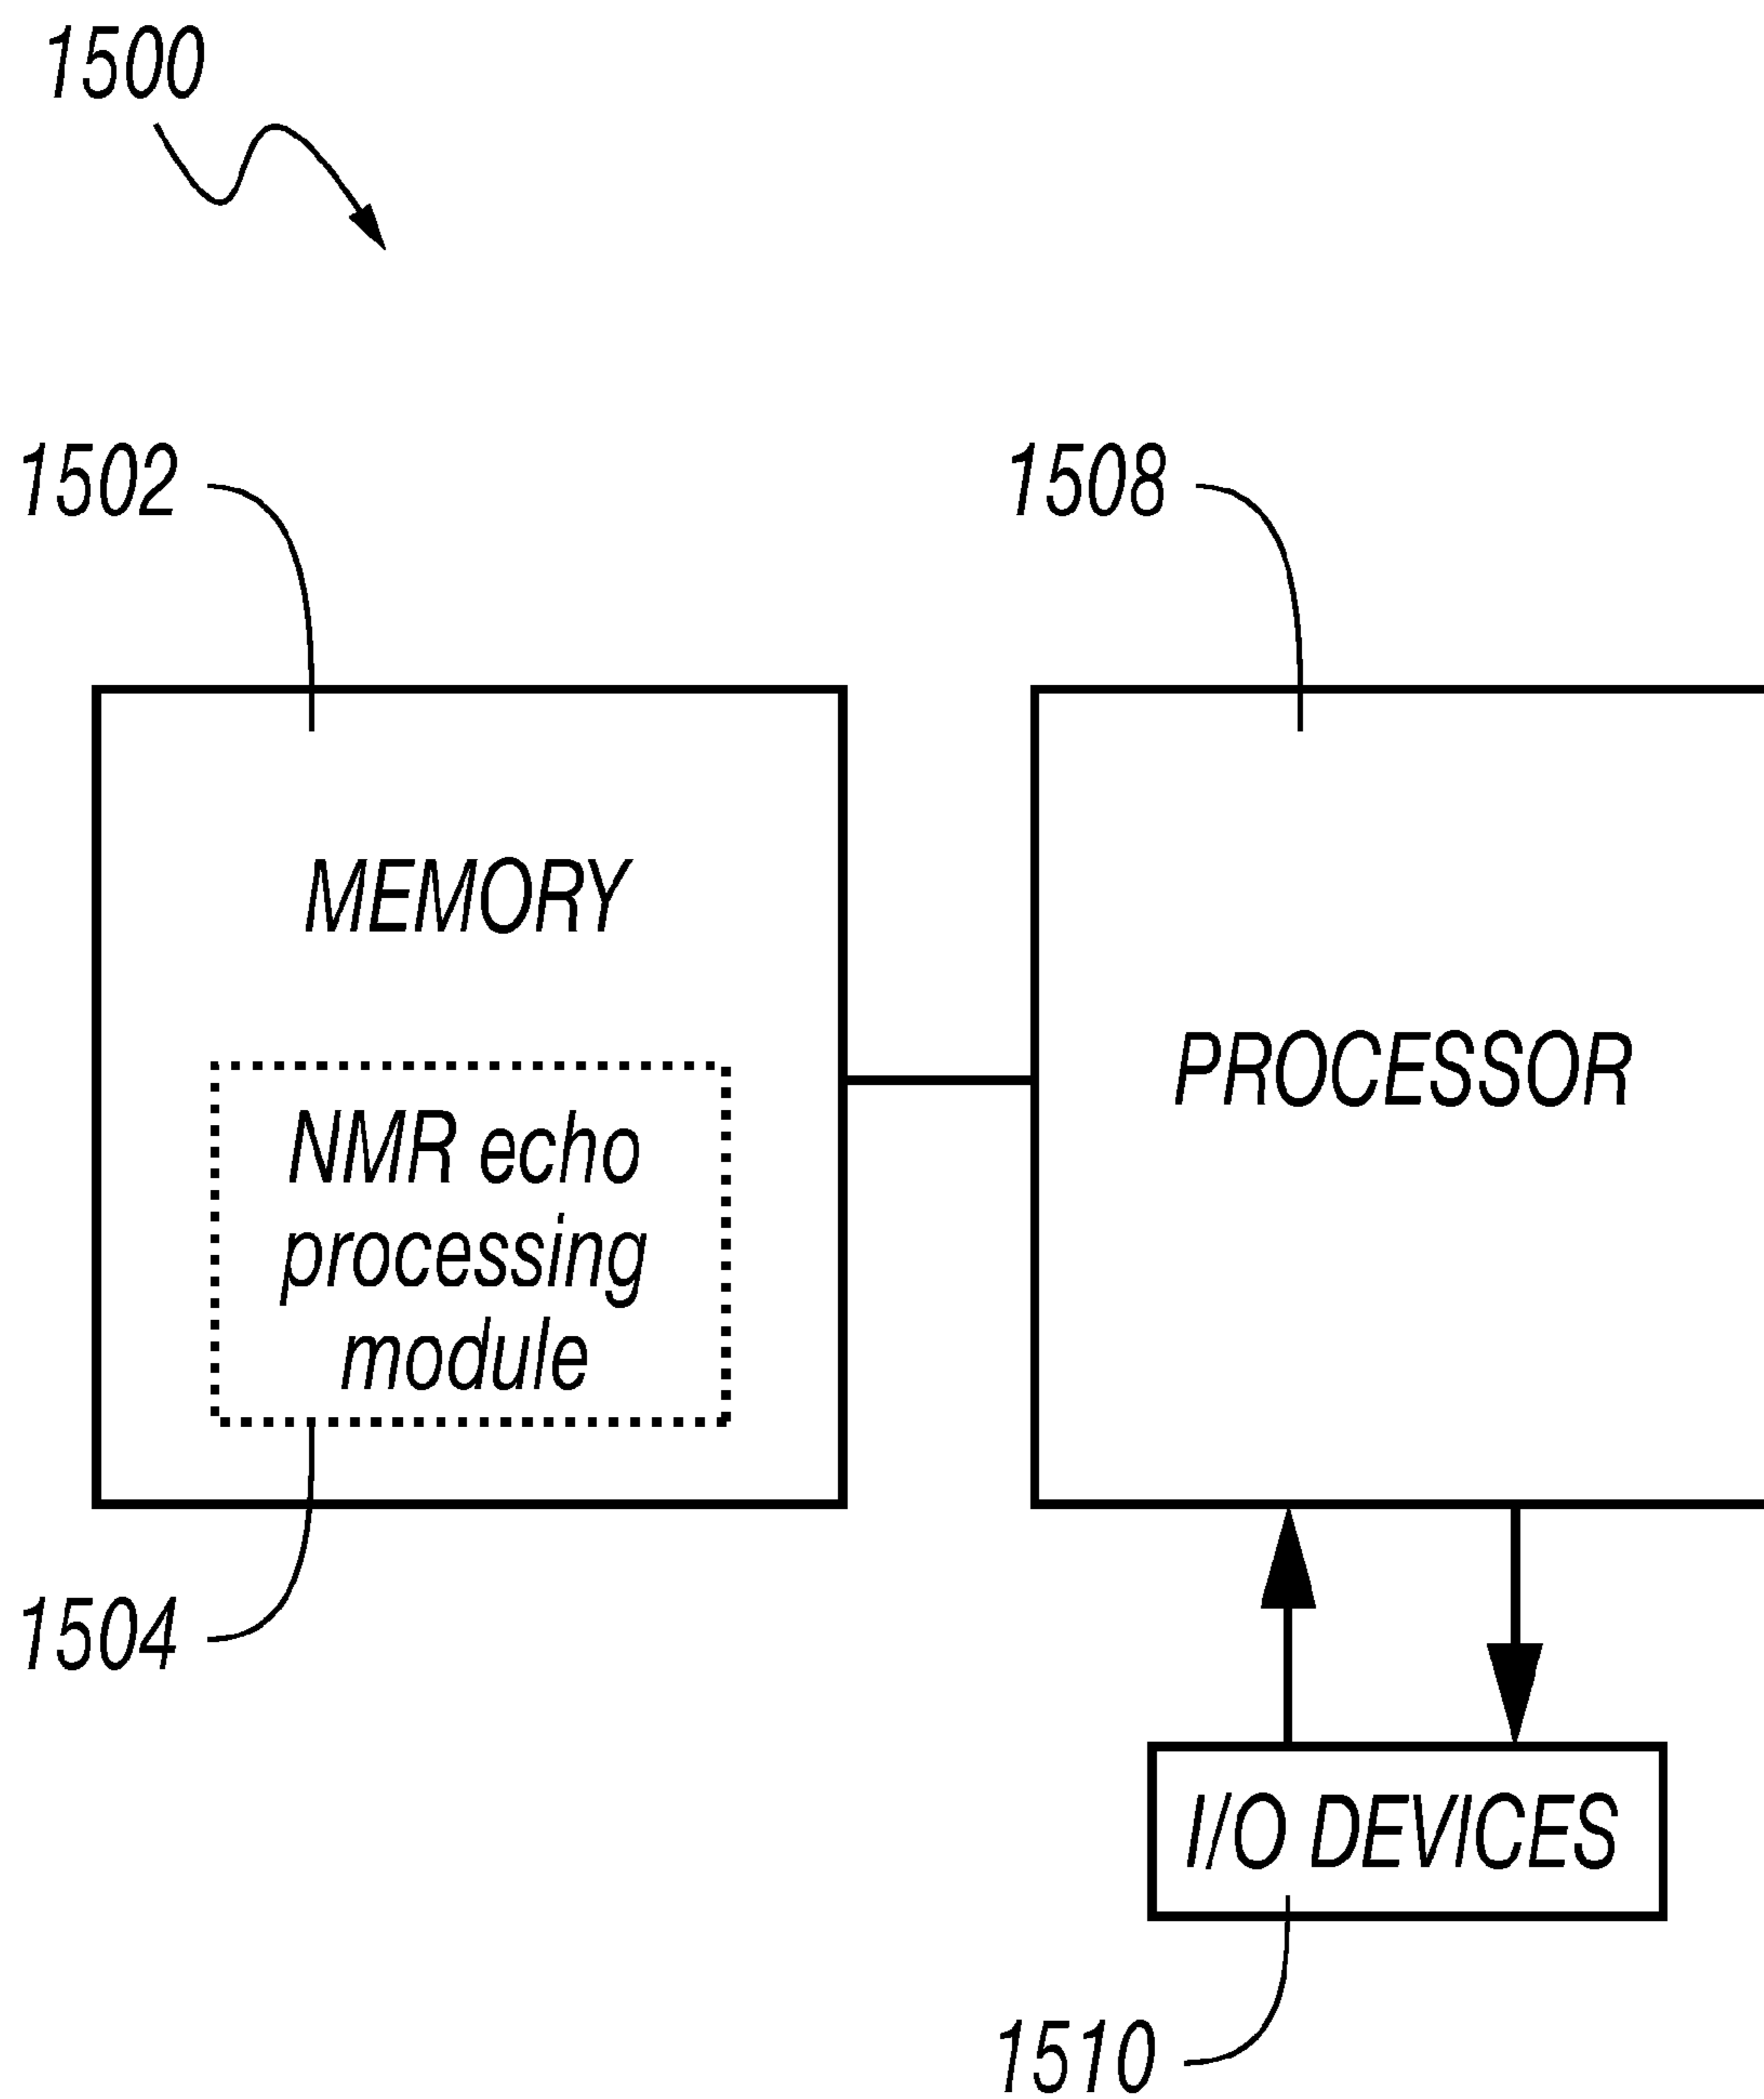 1500
1502
1508
MEMORY
PROCESSOR
NMR echo
processing
module
1504
I/O DEVICES
1510